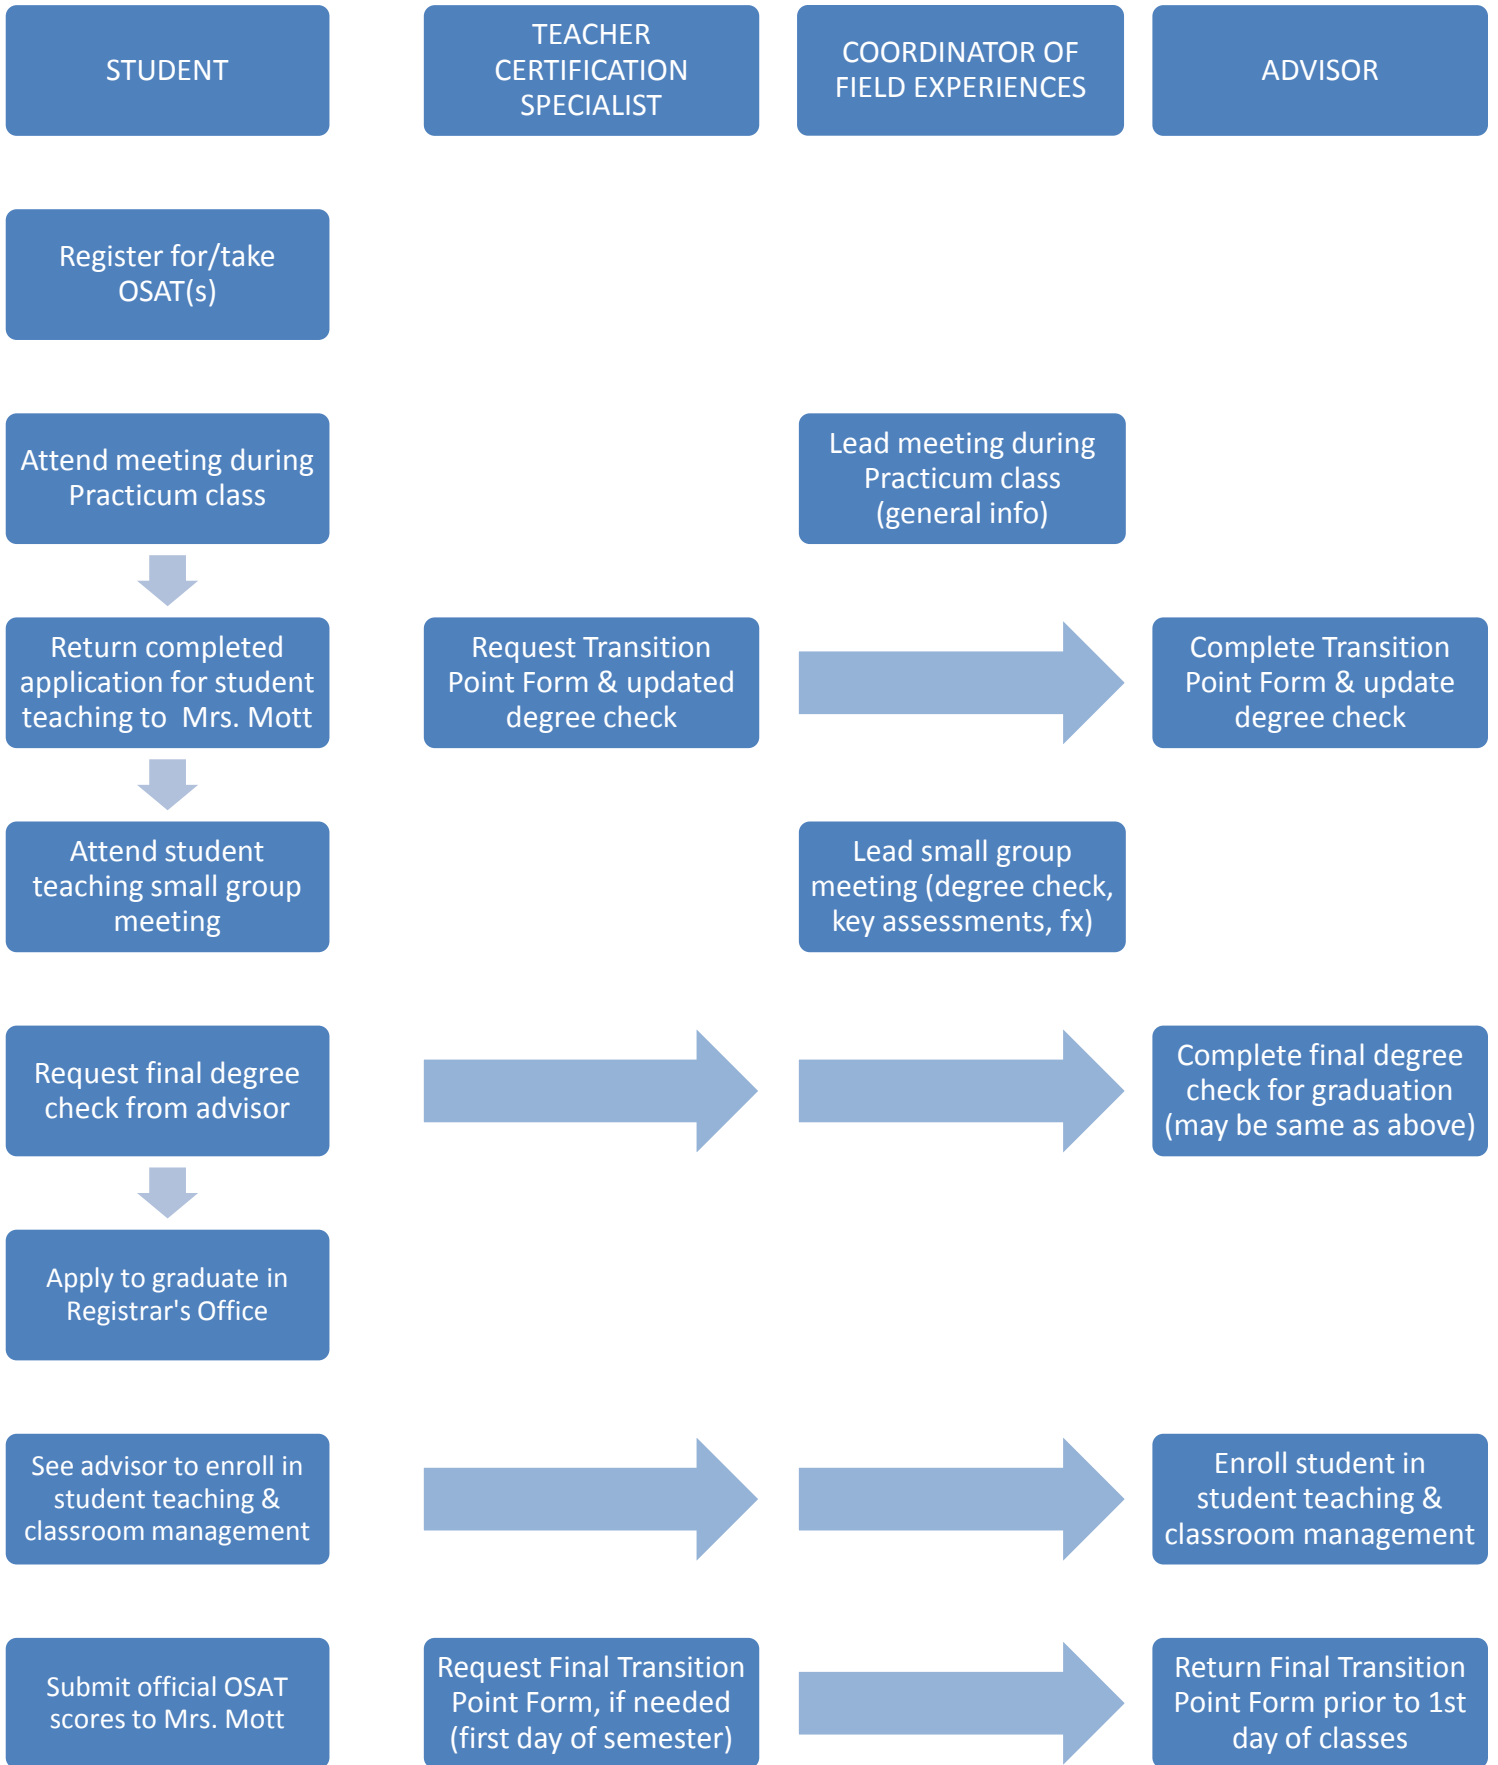 STUDENT
TEACHER
CERTIFICATION
SPECIALIST
COORDINATOR OF
FIELD EXPERIENCES
ADVISOR
Register for/take
OSAT(s)
Attend meeting during
Practicum class
Lead meeting during
Practicum class
(general info)
Return completed
application for student
teaching to Mrs. Mott
Request Transition
Point Form & updated
degree check
Complete Transition
Point Form & update
degree check
Attend student
teaching small group
meeting
Lead small group
meeting (degree check,
key assessments, fx)
Request final degree
check from advisor
Complete final degree
check for graduation
(may be same as above)
Apply to graduate in
Registrar's Office
See advisor to enroll in
student teaching &
classroom management
Enroll student in
student teaching &
classroom management
Submit official OSAT
scores to Mrs. Mott
Request Final Transition
Point Form, if needed
(first day of semester)
Return Final Transition
Point Form prior to 1st
day of classes